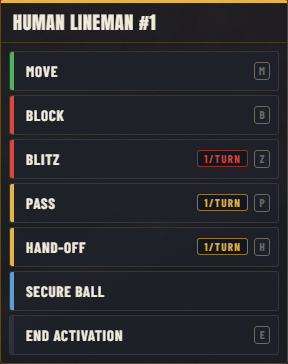 HUMAN LINEMAN #1
MOVE M
BLOCK B
BLITZ 1/TURN Z
PASS 1/TURN P
HAND-OFF 1/TURN H
SECURE BALL
END ACTIVATION E